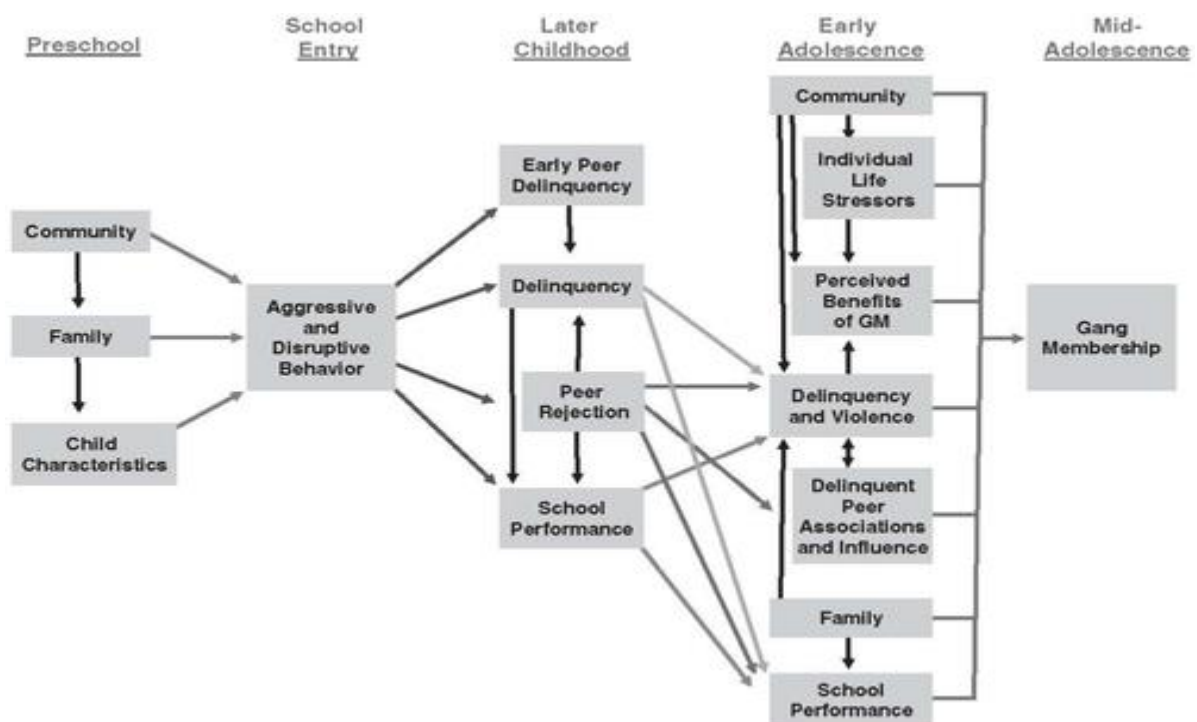 Preschool
School
Entry
Later
Childhood
Early
Adolescence
Mid-
Adolescence
Community
Family
Child
Characteristics
Aggressive
and
Disruptive
Behavior
Early Peer
Delinquency
Delinquency
Peer
Rejection
School
Performance
Community
Individual
Life
Stressors
Perceived
Benefits
of GM
Delinquency
and Violence
Delinquent
Peer
Associations
and Influence
Family
School
Performance
Gang
Membership